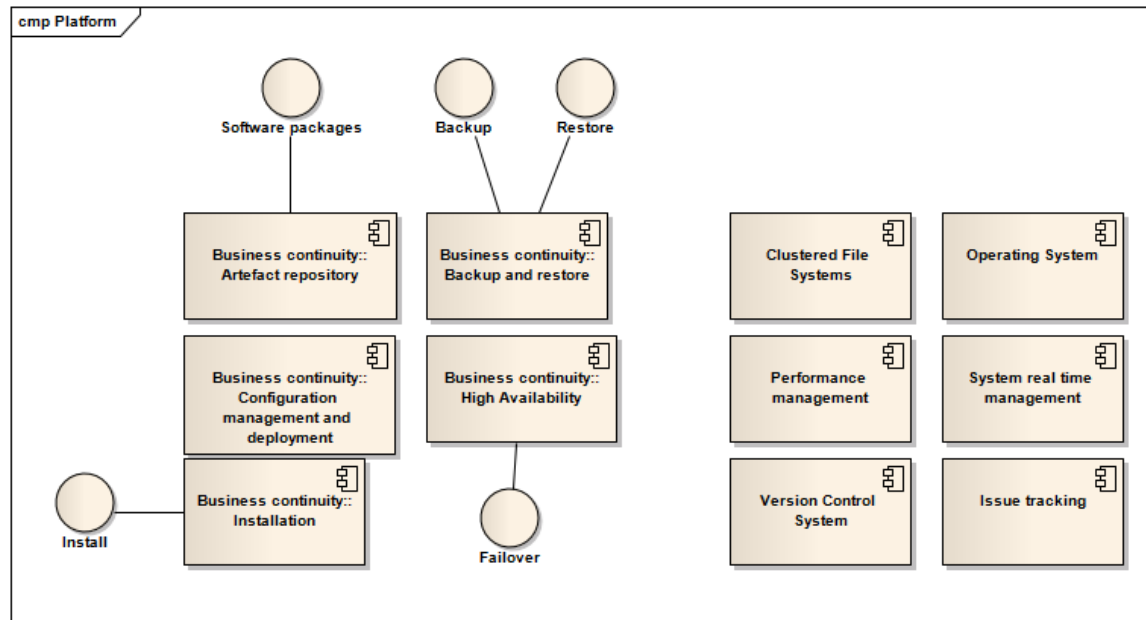 cmp Platform
Software packages
Backup
Restore
Business continuity::
Artefact repository
Business continuity::
Backup and restore
Clustered File
Systems
Operating System
Business continuity::
Configuration
management and
deployment
Business continuity::
High Availability
Performance
management
System real time
management
Install
Business continuity::
Installation
Failover
Version Control
System
Issue tracking